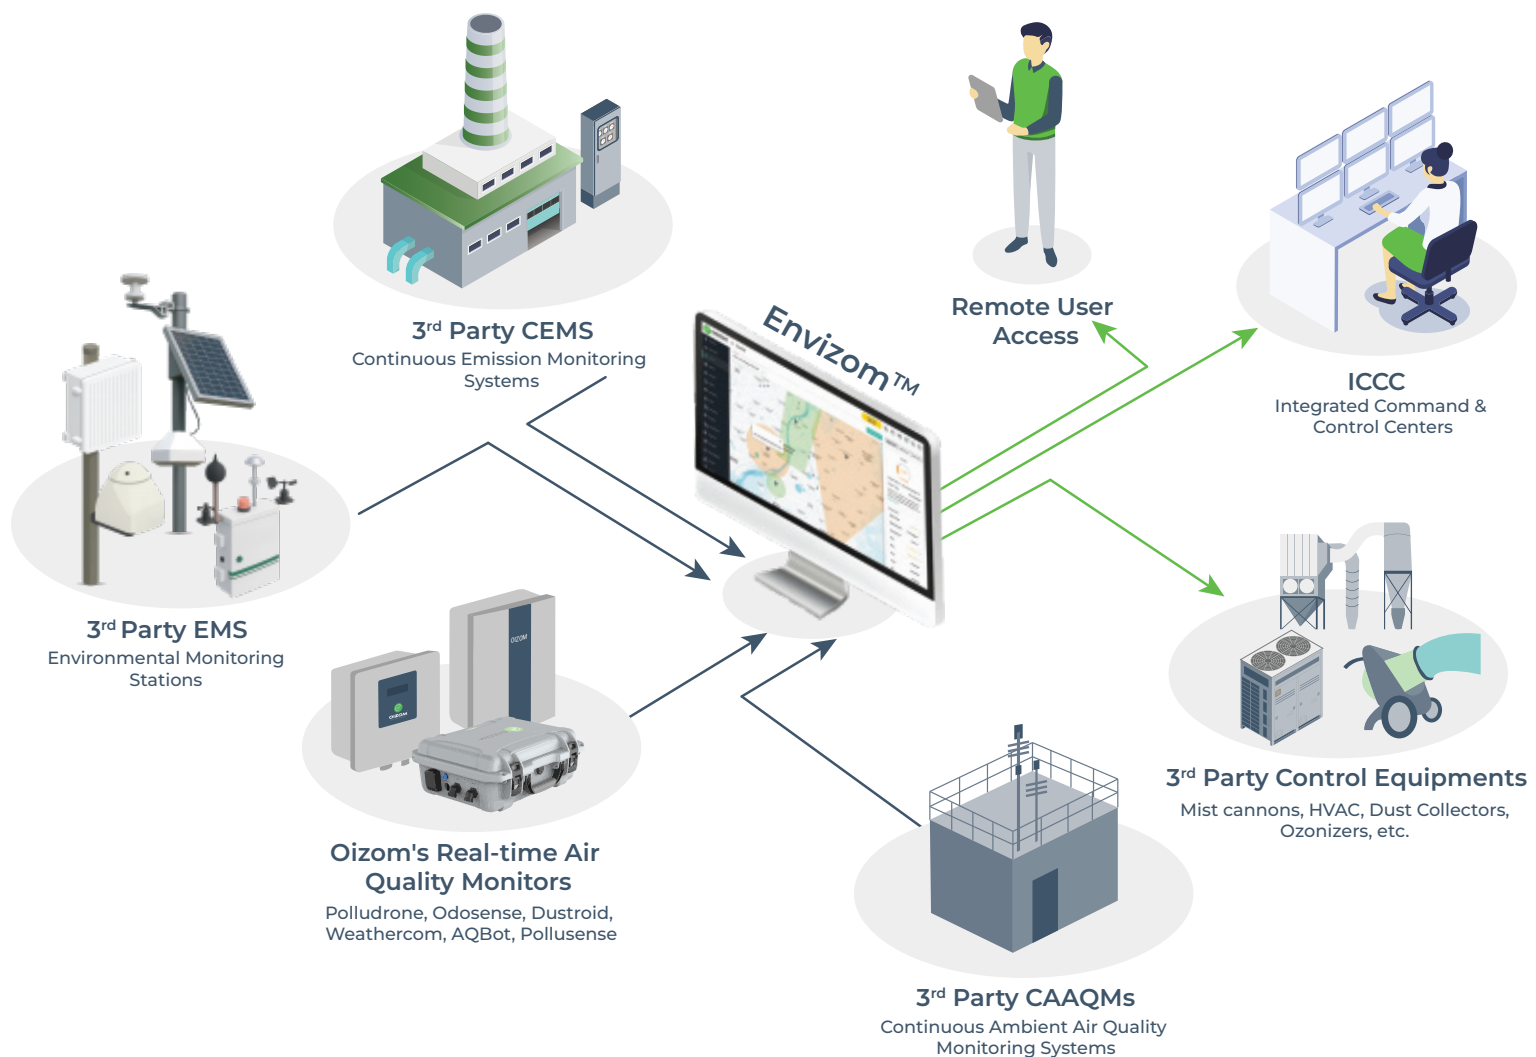 Envizom™
3rd Party CEMS
Continuous Emission Monitoring
Systems
Remote User
Access
ICCC
Integrated Command &
Control Centers
3rd Party EMS
Environmental Monitoring
Stations
OIZOM
OIZOM
Oizom's Real-time Air
Quality Monitors
Polludrone, Odosense, Dustroid,
Weathercom, AQBot, Pollusense
3rd Party Control Equipments
Mist cannons, HVAC, Dust Collectors,
Ozonizers, etc.
3rd Party CAAQMs
Continuous Ambient Air Quality
Monitoring Systems